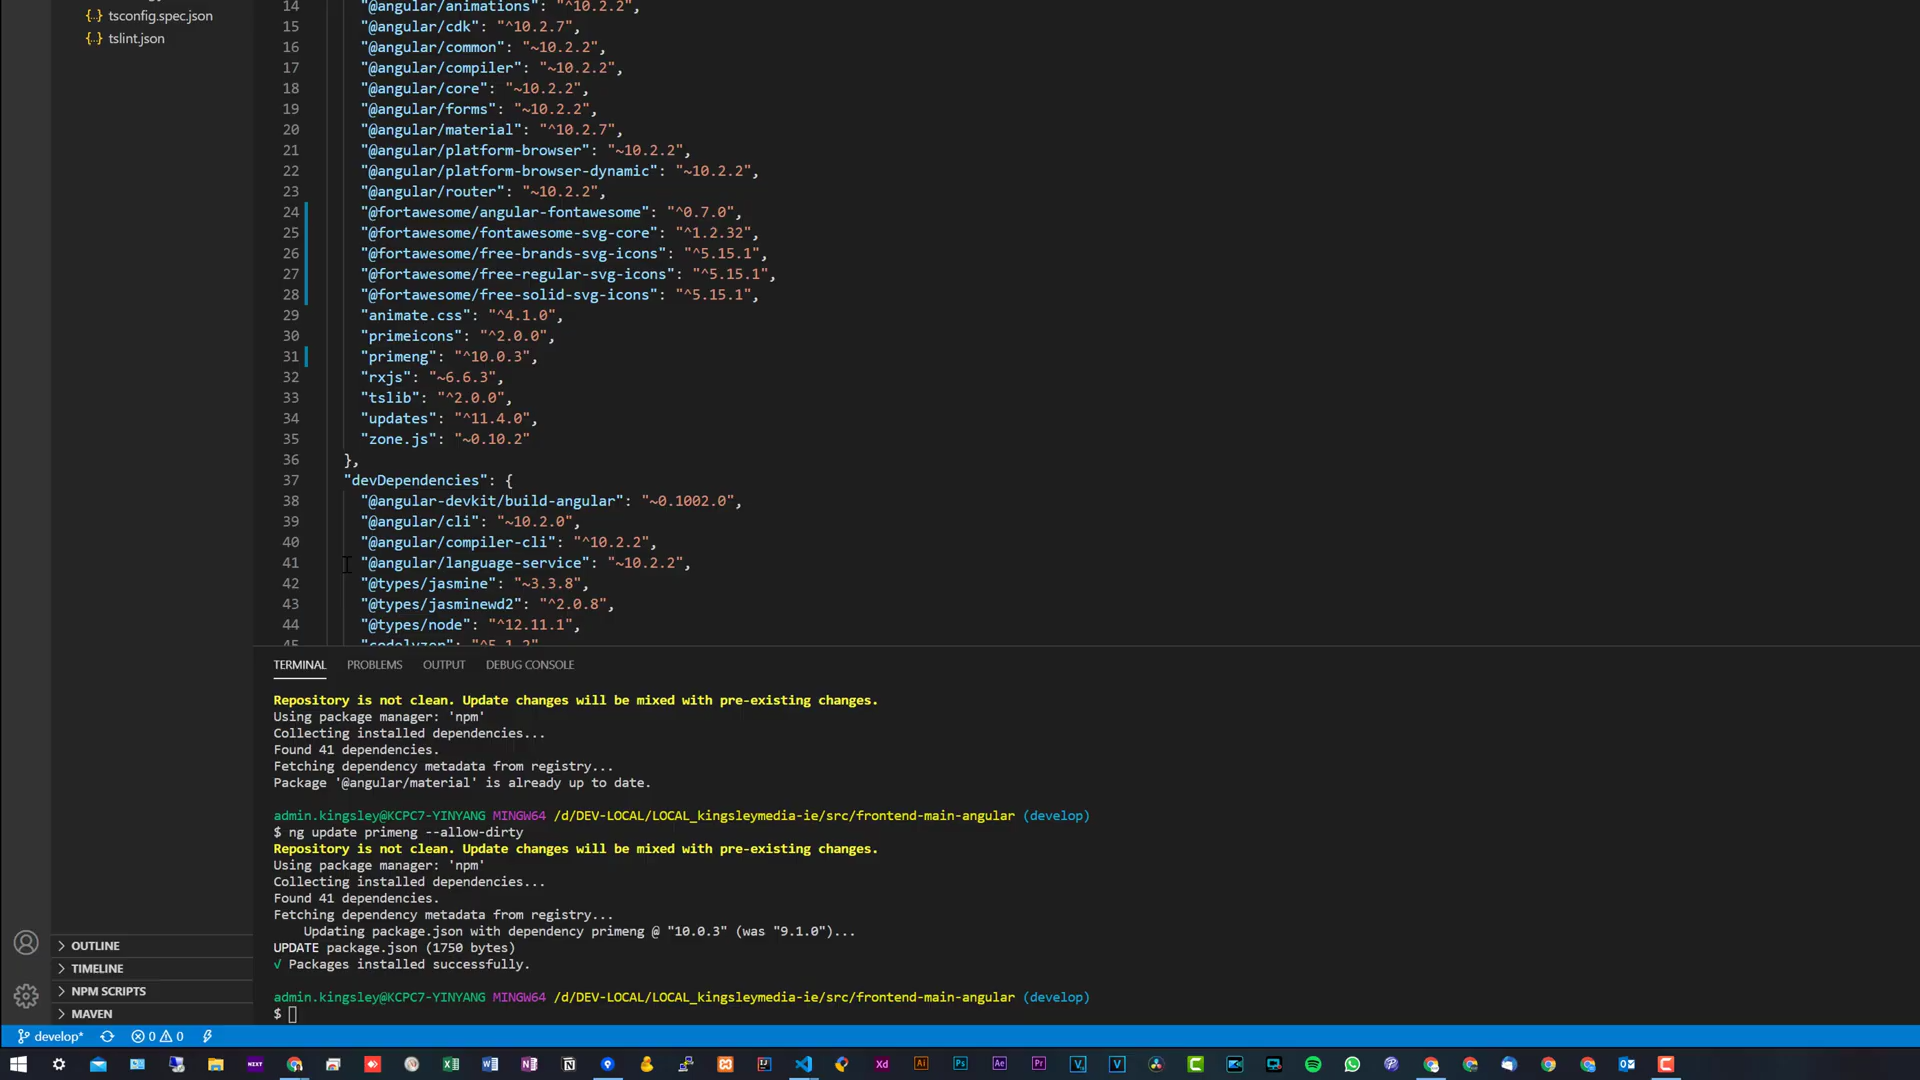 {..} tsconfig.spec.json
{..} tslint.json
14 "@angular/animations": "^10.2.2",
15 "@angular/cdk": "^10.2.7",
16 "@angular/common": "~10.2.2",
17 "@angular/compiler": "~10.2.2",
18 "@angular/core": "~10.2.2",
19 "@angular/forms": "~10.2.2",
20 "@angular/material": "^10.2.7",
21 "@angular/platform-browser": "~10.2.2",
22 "@angular/platform-browser-dynamic": "~10.2.2",
23 "@angular/router": "~10.2.2",
24 "@fortawesome/angular-fontawesome": "^0.7.0",
25 "@fortawesome/fontawesome-svg-core": "^1.2.32",
26 "@fortawesome/free-brands-svg-icons": "^5.15.1",
27 "@fortawesome/free-regular-svg-icons": "^5.15.1",
28 "@fortawesome/free-solid-svg-icons": "^5.15.1",
29 "animate.css": "^4.1.0",
30 "primeicons": "^2.0.0",
31 "primeng": "^10.0.3",
32 "rxjs": "~6.6.3",
33 "tslib": "^2.0.0",
34 "updates": "^11.4.0",
35 "zone.js": "~0.10.2"
36 },
37 "devDependencies": {
38 "@angular-devkit/build-angular": "~0.1002.0",
39 "@angular/cli": "~10.2.0",
40 "@angular/compiler-cli": "^10.2.2",
41 "@angular/language-service": "~10.2.2",
42 "@types/jasmine": "~3.3.8",
43 "@types/jasminewd2": "^2.0.8",
44 "@types/node": "^12.11.1",
45 "codelyzer": "^5.1.2"
TERMINAL PROBLEMS OUTPUT DEBUG CONSOLE
Repository is not clean. Update changes will be mixed with pre-existing changes.
Using package manager: 'npm'
Collecting installed dependencies...
Found 41 dependencies.
Fetching dependency metadata from registry...
Package '@angular/material' is already up to date.
admin.kingsley@KCPC7-YINYANG MINGW64 /d/DEV-LOCAL/LOCAL_kingsleymedia-ie/src/frontend-main-angular (develop)
$ ng update primeng --allow-dirty
Repository is not clean. Update changes will be mixed with pre-existing changes.
Using package manager: 'npm'
Collecting installed dependencies...
Found 41 dependencies.
Fetching dependency metadata from registry...
Updating package.json with dependency primeng @ "10.0.3" (was "9.1.0")...
UPDATE package.json (1750 bytes)
√ Packages installed successfully.
admin.kingsley@KCPC7-YINYANG MINGW64 /d/DEV-LOCAL/LOCAL_kingsleymedia-ie/src/frontend-main-angular (develop)
$
OUTLINE
TIMELINE
NPM SCRIPTS
MAVEN
develop* 0 0
NEXT Xd Ai Ps Ae Pr